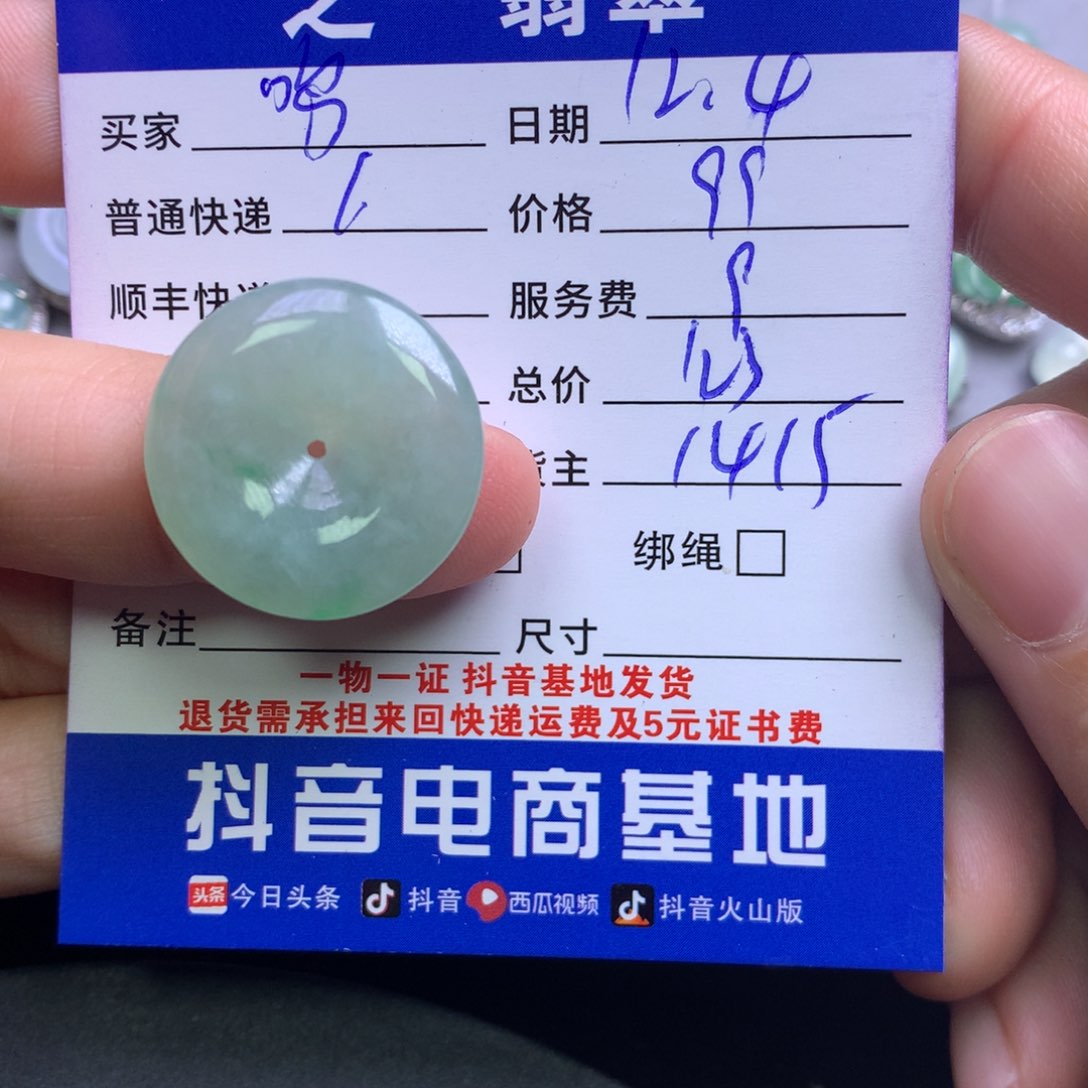 之 翡翠
买家 日期 12.4
普通快递 价格 99
顺丰快递 服务费
总价 123
货主 1415
绑绳
备注 尺寸
一物一证 抖音基地发货
退货需承担来回快递运费及5元证书费
抖音电商基地
头条 今日头条 抖音 西瓜视频 抖音火山版